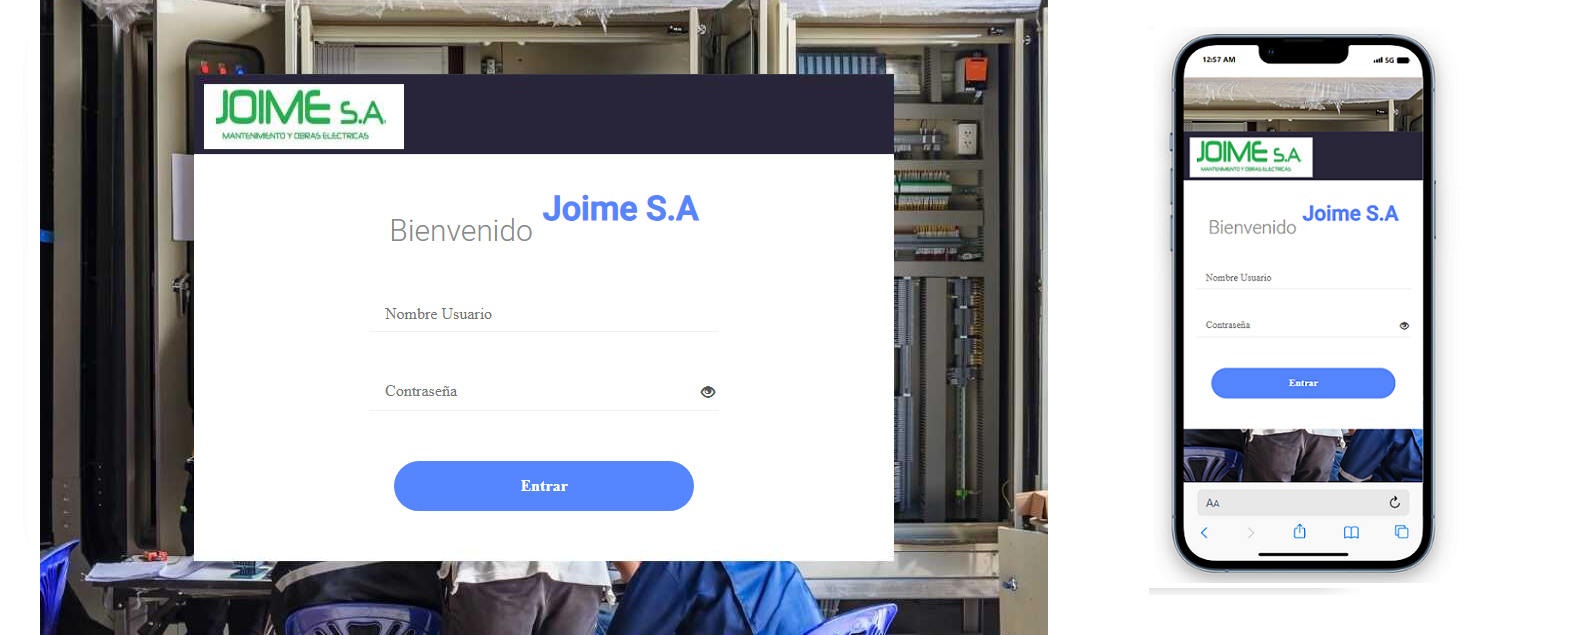 JOIME S.A.
MANTENIMIENTO Y OBRAS ELECTRICAS
Bienvenido Joime S.A
Nombre Usuario
Contraseña
Entrar
12:57 AM
5G
JOIME S.A.
MANTENIMIENTO Y OBRAS ELECTRICAS
Bienvenido Joime S.A
Nombre Usuario
Contraseña
Entrar
AA